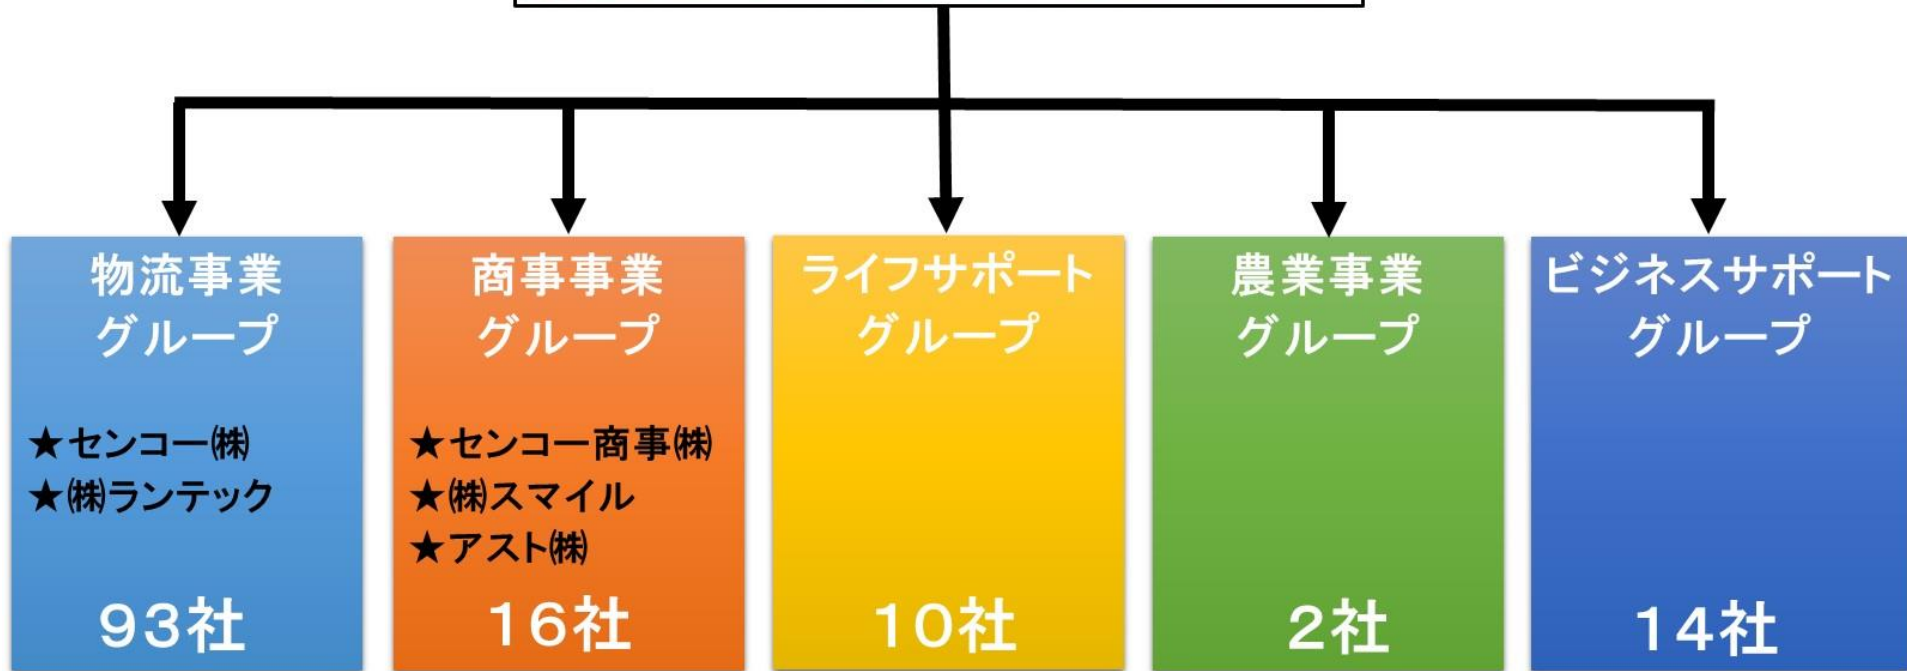 物流事業
グループ
★センコー㈱
★㈱ランテック
93社
商事事業
グループ
★センコー商事㈱
★㈱スマイル
★アスト㈱
16社
ライフサポート
グループ
10社
農業事業
グループ
2社
ビジネスサポート
グループ
14社